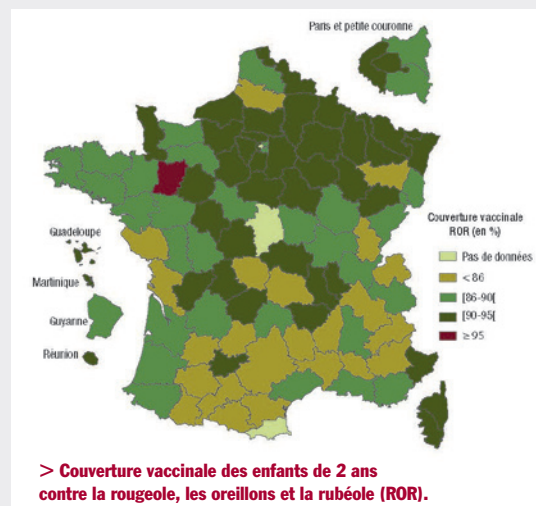 Paris et petite couronne
Guadeloupe
Martinique
Guyanne
Réunion
Couverture vaccinale
ROR (en %)
Pas de données
<86
[86-90[
[90-95[
≥95
> Couverture vaccinale des enfants de 2 ans
contre la rougeole, les oreillons et la rubéole (ROR).